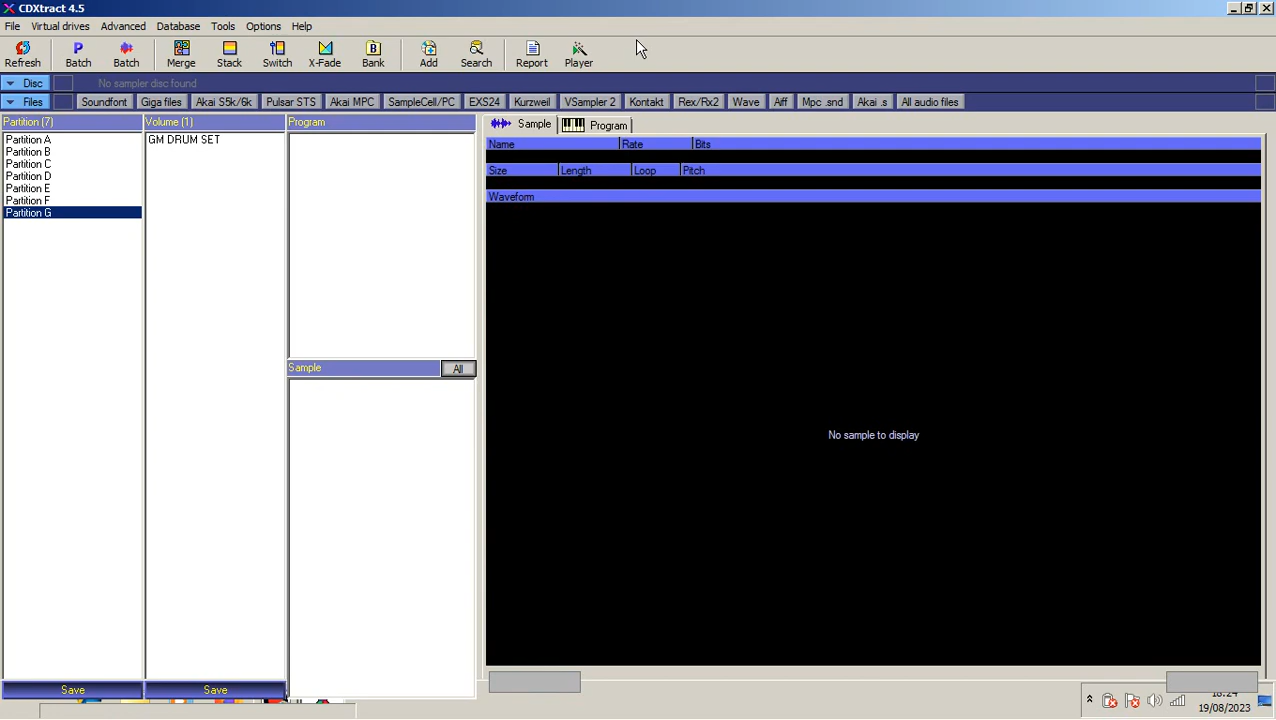 CDXtract 4.5
File Virtual drives Advanced Database Tools Options Help
Refresh Batch Batch Merge Stack Switch X-Fade Bank Add Search Report Player
Disc No sampler disc found
Files Soundfont Giga files Akai S5k/6k Pulsar STS Akai MPC SampleCell/PC EXS24 Kurzweil VSampler 2 Kontakt Rex/Rx2 Wave Aiff Mpc .snd Akai .s All audio files
Partition (7) Volume (1) Program
Sample Program
Partition A
Partition B
Partition C
Partition D
Partition E
Partition F
Partition G
GM DRUM SET
Sample All
Name Rate Bits
Size Length Loop Pitch
Waveform
No sample to display
Save Save
18:24
19/08/2023